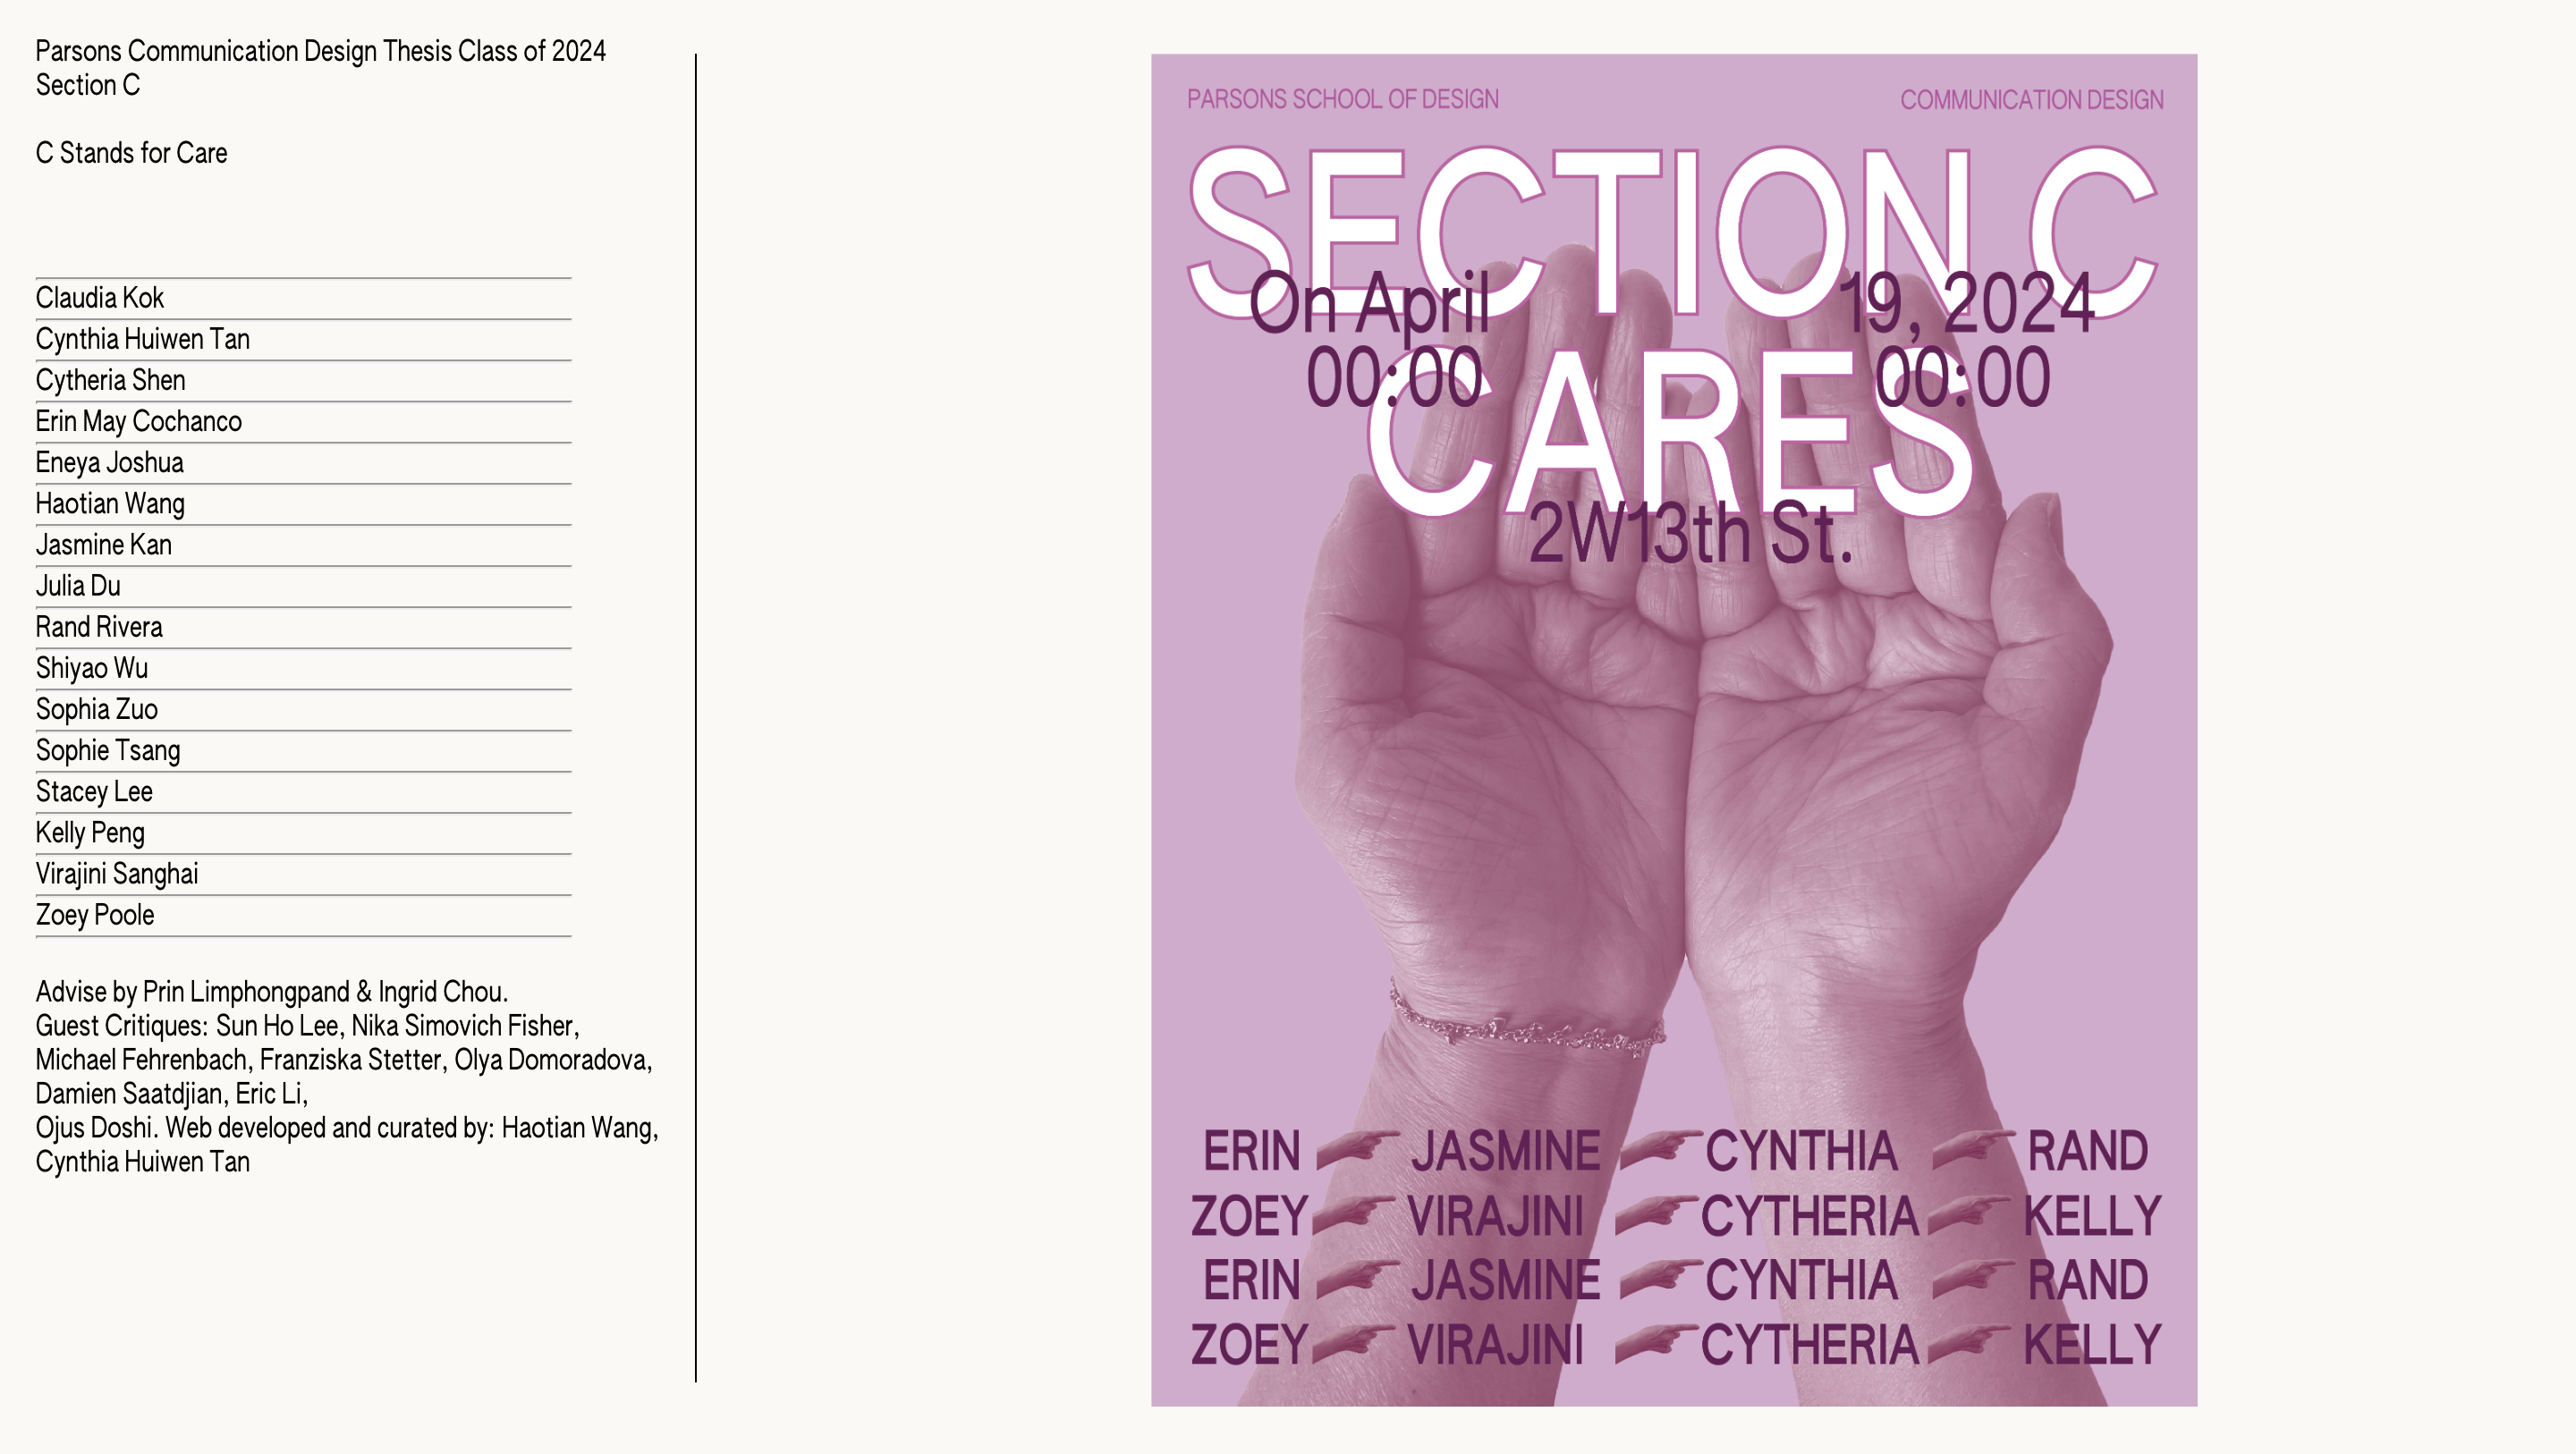 Parsons Communication Design Thesis Class of 2024
Section C
C Stands for Care
Claudia Kok
Cynthia Huiwen Tan
Cytheria Shen
Erin May Cochanco
Eneya Joshua
Haotian Wang
Jasmine Kan
Julia Du
Rand Rivera
Shiyao Wu
Sophia Zuo
Sophie Tsang
Stacey Lee
Kelly Peng
Virajini Sanghai
Zoey Poole
Advise by Prin Limphongpand & Ingrid Chou.
Guest Critiques: Sun Ho Lee, Nika Simovich Fisher,
Michael Fehrenbach, Franziska Stetter, Olya Domoradova,
Damien Saatdjian, Eric Li,
Ojus Doshi. Web developed and curated by: Haotian Wang,
Cynthia Huiwen Tan
PARSONS SCHOOL OF DESIGN COMMUNICATION DESIGN
SECTION C
On April 19, 2024
00:00 00:00
CARES
2W13th St.
ERIN JASMINE CYNTHIA RAND
ZOEY VIRAJINI CYTHERIA KELLY
ERIN JASMINE CYNTHIA RAND
ZOEY VIRAJINI CYTHERIA KELLY